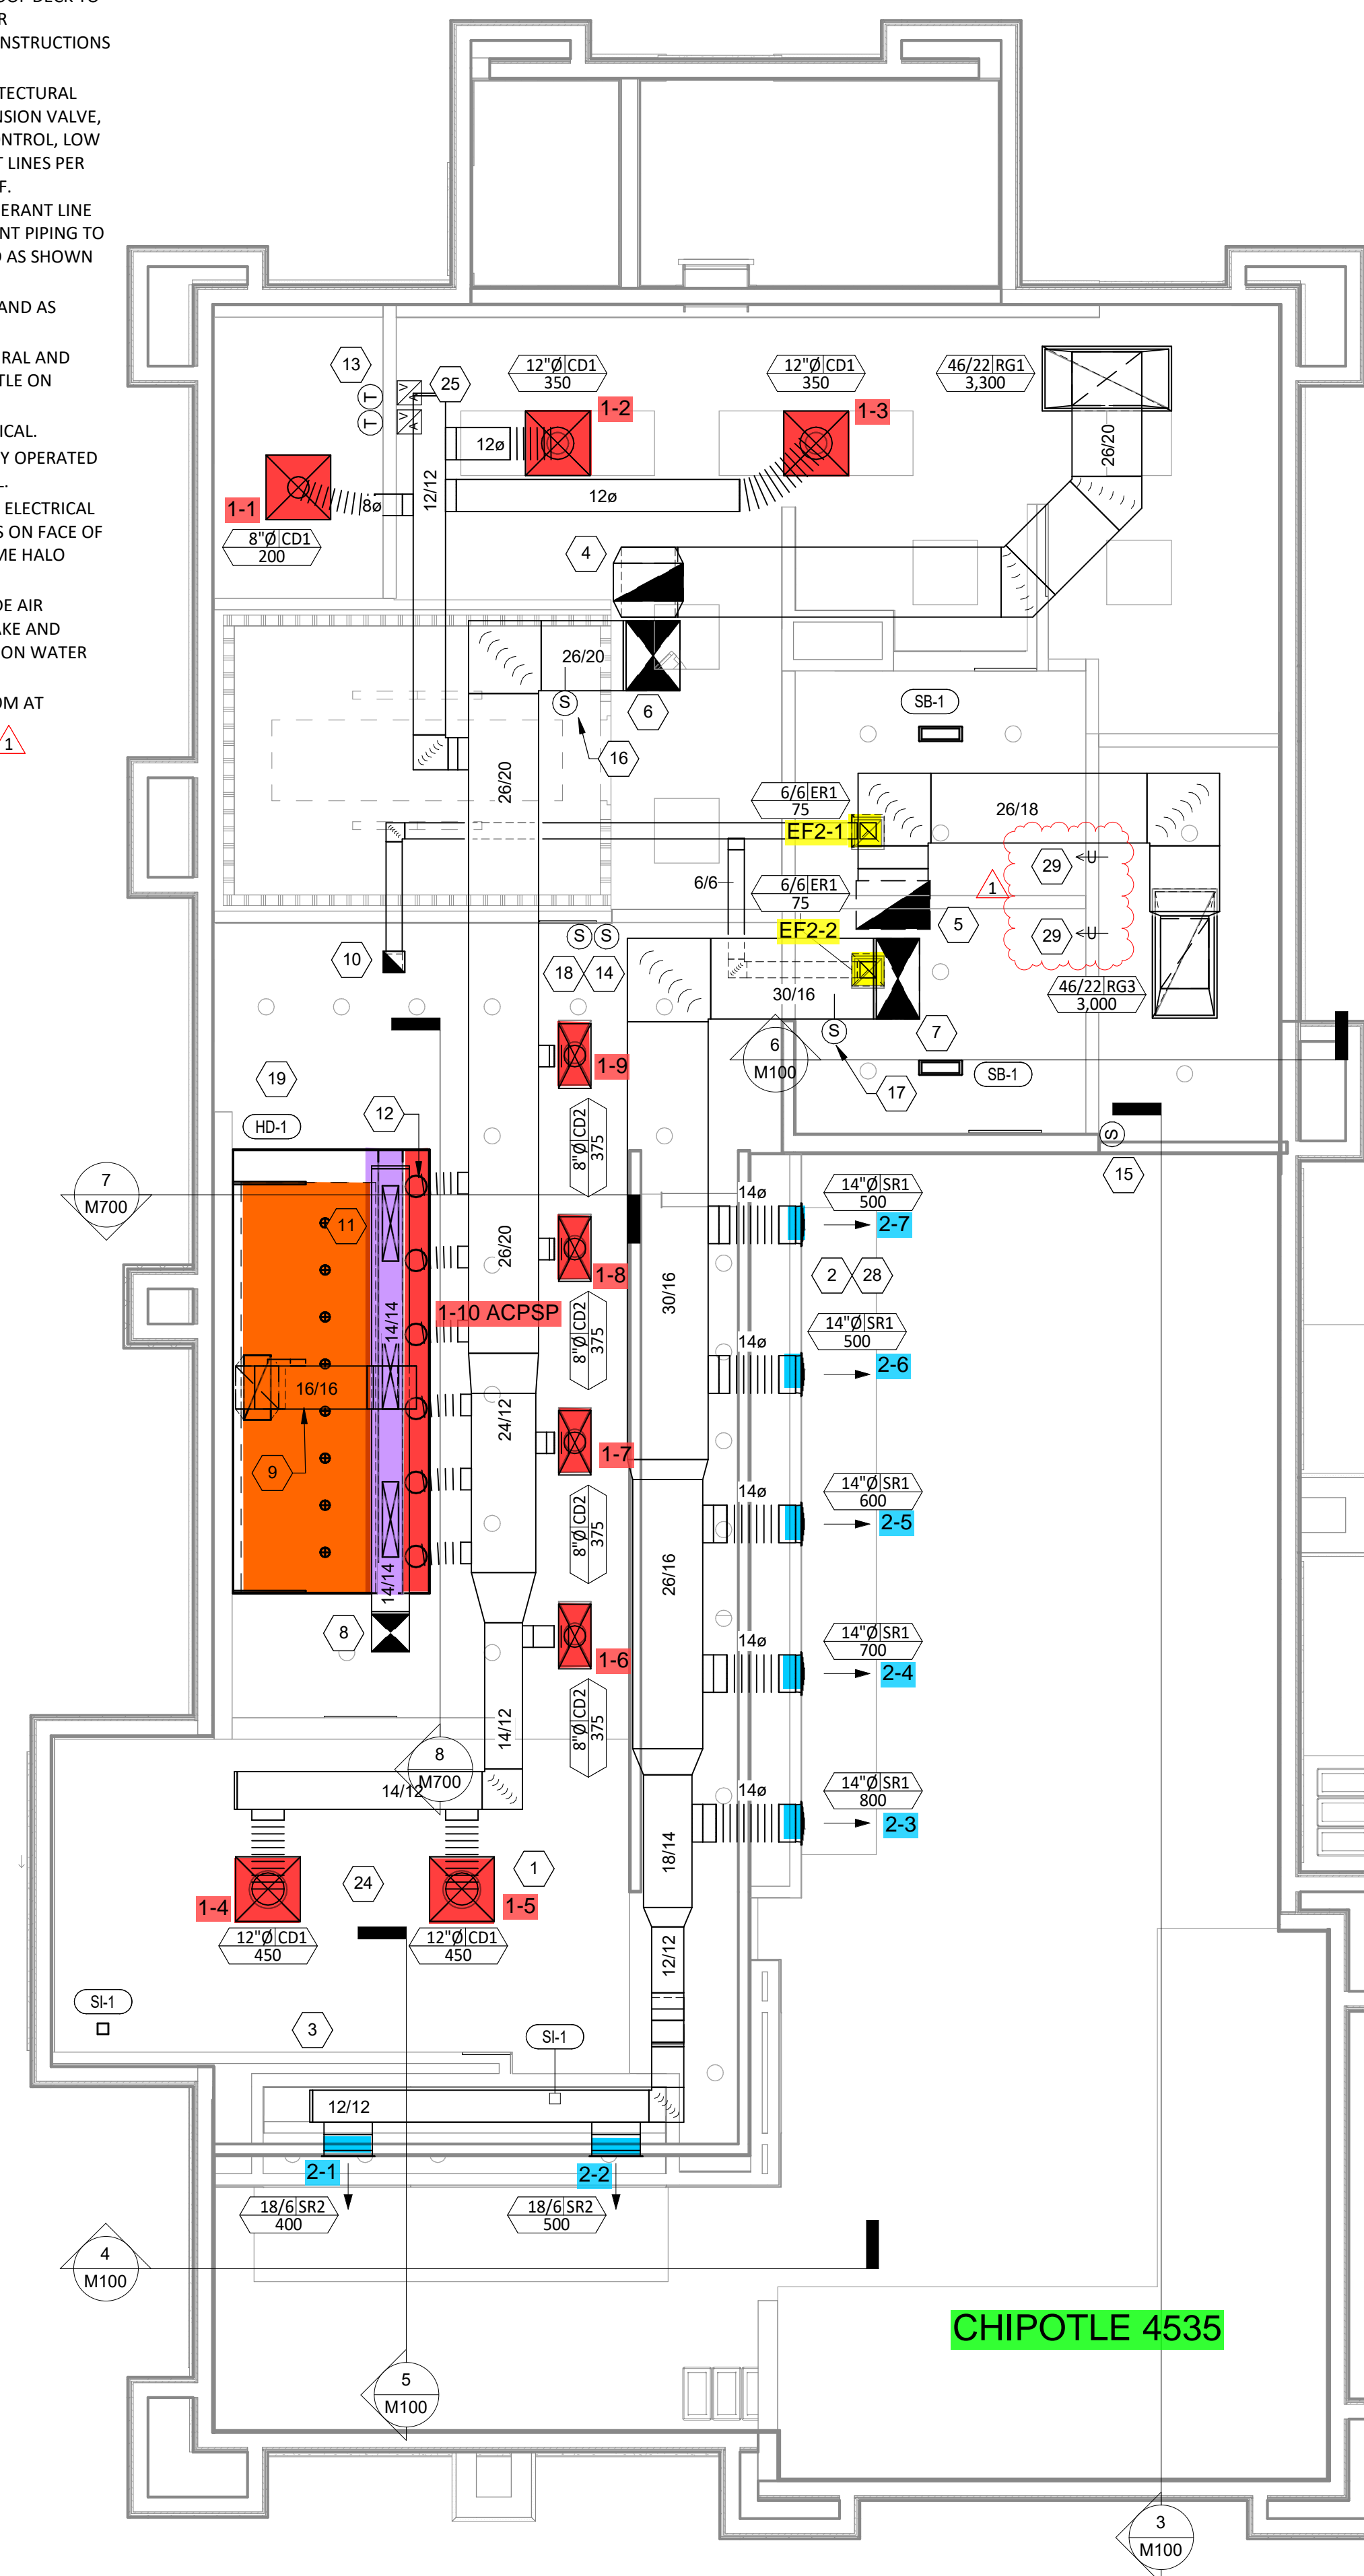 OOF DECK TO
R
NSTRUCTIONS
TECTURAL
NSION VALVE,
ONTROL, LOW
T LINES PER
F.
ERANT LINE
NT PIPING TO
D AS SHOWN
AND AS
RAL AND
TLE ON
ICAL.
Y OPERATED
L.
ELECTRICAL
S ON FACE OF
ME HALO
DE AIR
AKE AND
ON WATER
OM AT
1
13
T
T
V
A
V
A
25
12"Ø CD1
350
1-2
12"Ø CD1
350
1-3
46/22 RG1
3,300
12ø
12/12
26/20
1-1
8ø
12ø
8"Ø CD1
200
4
26/20
S
6
16
SB-1
26/20
6/6 ER1
75
EF2-1
26/18
29
U
6/6
6/6 ER1
75
1
29
U
EF2-2
5
S S
10
18
14
46/22 RG3
3,000
30/16
S
7
6
M100
17
SB-1
19
1-9
12
HD-1
8"Ø CD2
375
S
15
7
M700
14ø
14"Ø SR1
500
2-7
11
26/20
1-8
30/16
2
28
1-10 ACPSP
14/14
8"Ø CD2
375
14"Ø SR1
500
14ø
2-6
16/16
24/12
1-7
9
14ø
14"Ø SR1
600
2-5
8"Ø CD2
375
26/16
14/14
8
1-6
14ø
14"Ø SR1
700
2-4
8"Ø CD2
375
14/12
8
M700
14/12
14ø
14"Ø SR1
800
2-3
18/14
1
24
1-4
1-5
12"Ø CD1
450
12"Ø CD1
450
12/12
SI-1
3
SI-1
12/12
2-1
2-2
18/6 SR2
400
18/6 SR2
500
4
M100
CHIPOTLE 4535
5
M100
3
M100